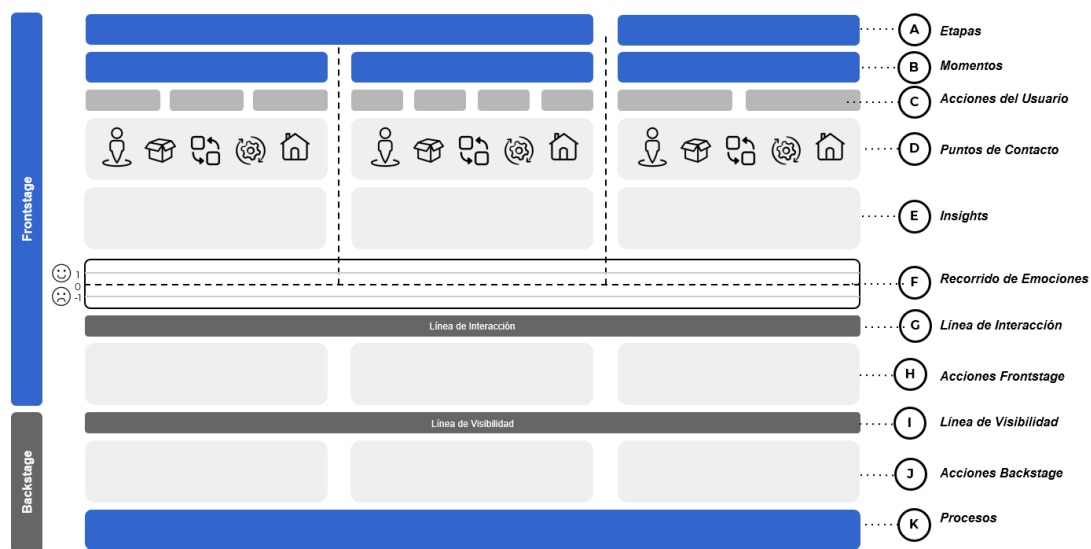 Frontstage
Backstage
A Etapas
B Momentos
C Acciones del Usuario
D Puntos de Contacto
E Insights
1
0
-1
F Recorrido de Emociones
Línea de Interacción
G Línea de Interacción
H Acciones Frontstage
Línea de Visibilidad
I Línea de Visibilidad
J Acciones Backstage
K Procesos